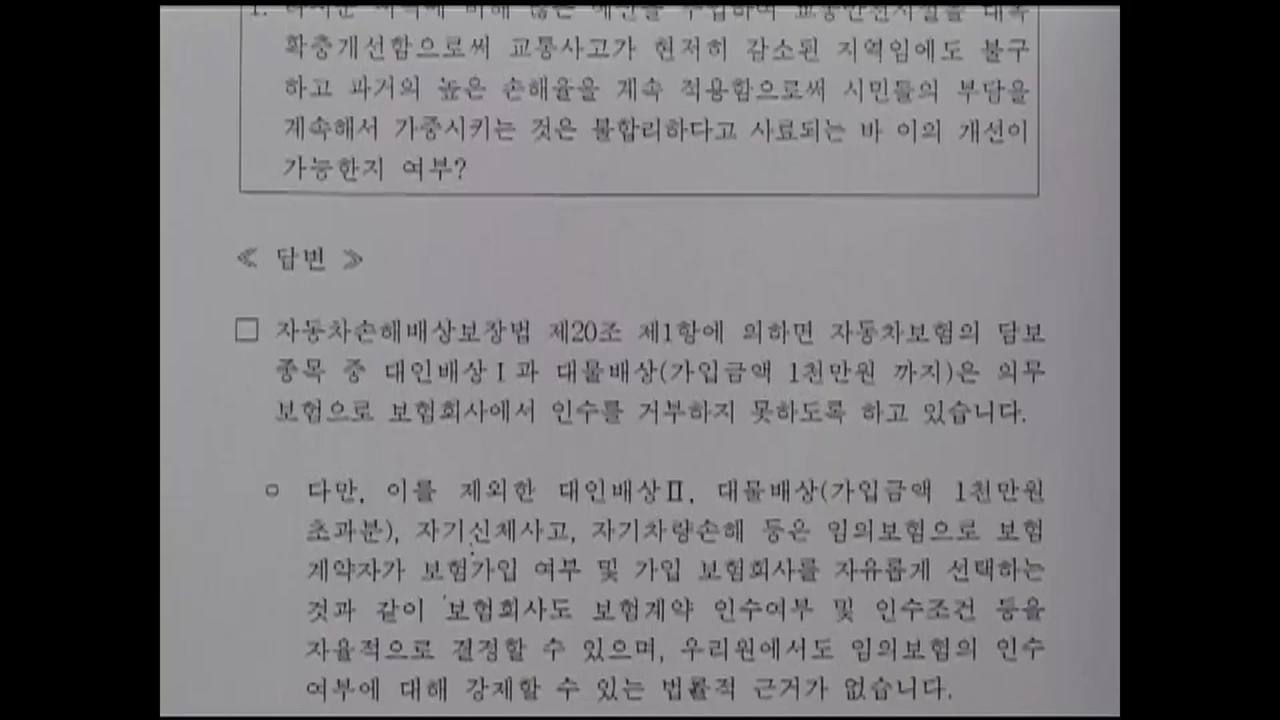 확충개선함으로써 교통사고가 현저히 감소된 지역임에도 불구
하고 과거의 높은 손해율을 계속 적용함으로써 시민들의 부담을
계속해서 가중시키는 것은 불합리하다고 사료되는 바 이의 개선이
가능한지 여부?
≪ 답변 ≫
□ 자동차손해배상보장법 제20조 제1항에 의하면 자동차보험의 담보
종목 중 대인배상Ⅰ과 대물배상(가입금액 1천만원 까지)은 의무
보험으로 보험회사에서 인수를 거부하지 못하도록 하고 있습니다.
ㅇ 다만, 이를 제외한 대인배상Ⅱ, 대물배상(가입금액 1천만원
초과분), 자기신체사고, 자기차량손해 등은 임의보험으로 보험
계약자가 보험가입 여부 및 가입 보험회사를 자유롭게 선택하는
것과 같이 보험회사도 보험계약 인수여부 및 인수조건 등을
자율적으로 결정할 수 있으며, 우리원에서도 임의보험의 인수
여부에 대해 강제할 수 있는 법률적 근거가 없습니다.